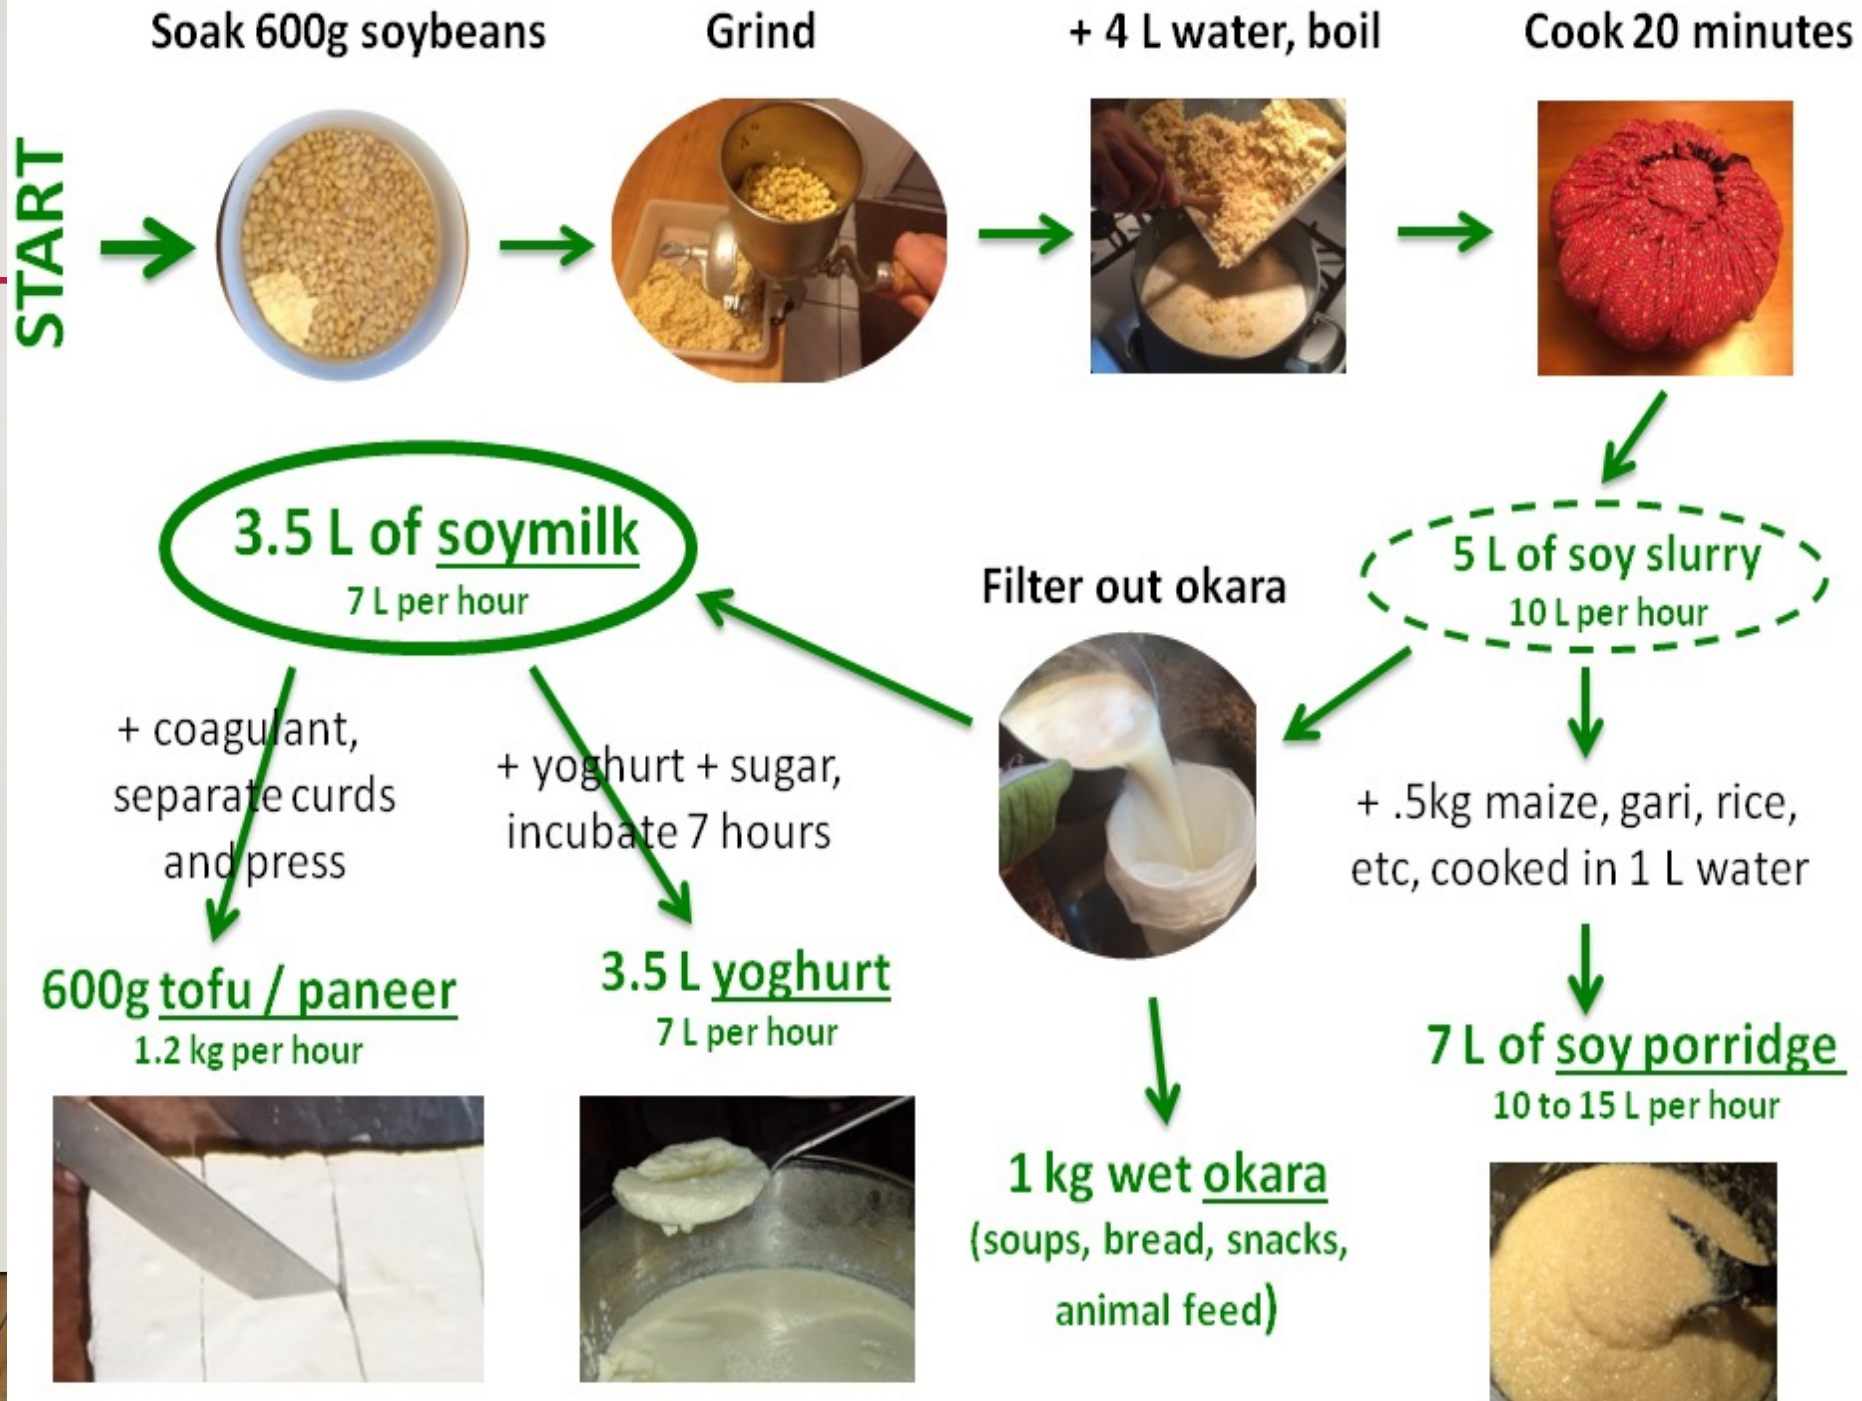 Soak 600g soybeans
Grind
+ 4 L water, boil
Cook 20 minutes
START
5 L of soy slurry
10 L per hour
Filter out okara
3.5 L of soymilk
7 L per hour
+ coagulant,
separate curds
and press
+ yoghurt + sugar,
incubate 7 hours
+ .5kg maize, gari, rice,
etc, cooked in 1 L water
600g tofu / paneer
1.2 kg per hour
3.5 L yoghurt
7 L per hour
1 kg wet okara
(soups, bread, snacks,
animal feed)
7 L of soy porridge
10 to 15 L per hour